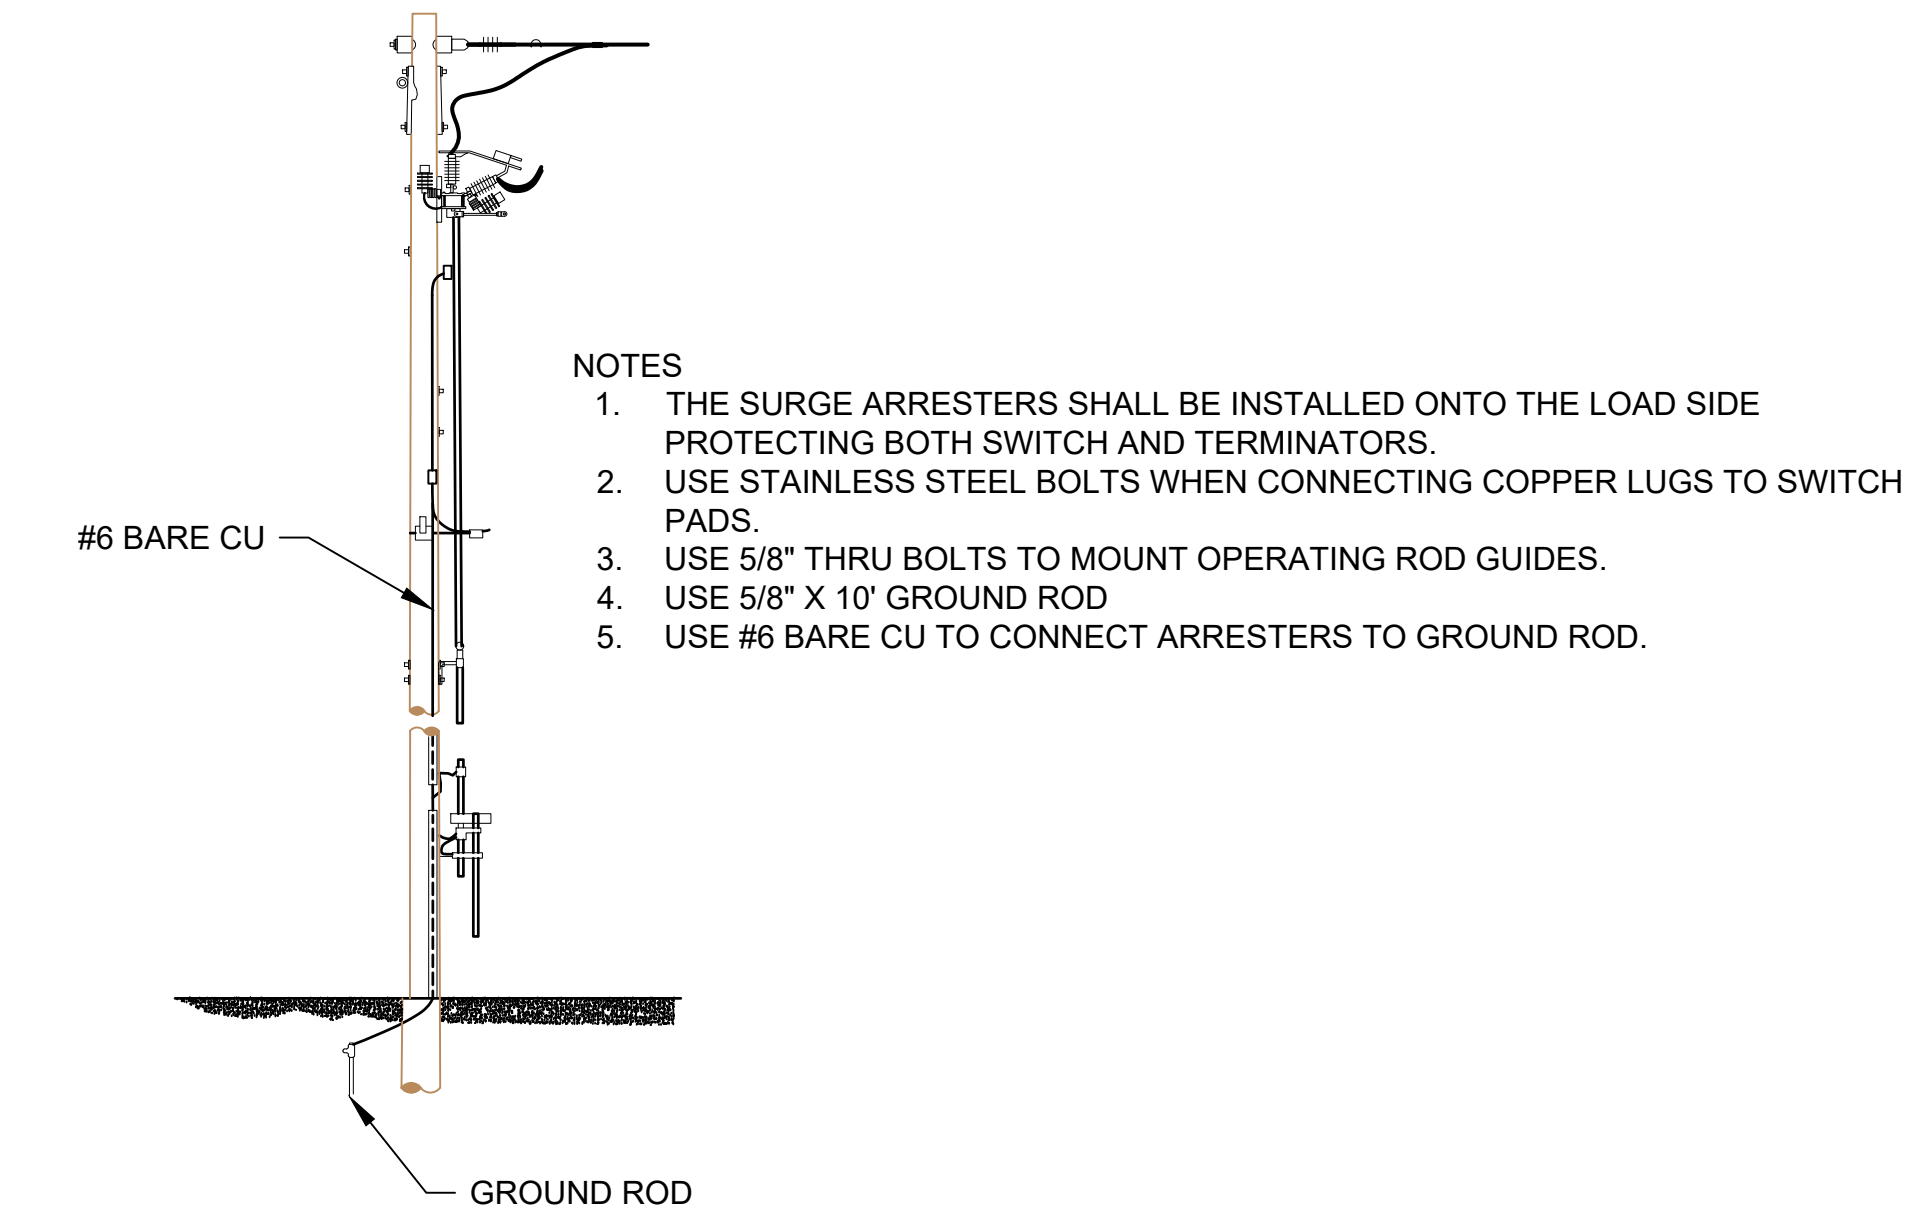 NOTES
1. THE SURGE ARRESTERS SHALL BE INSTALLED ONTO THE LOAD SIDE
PROTECTING BOTH SWITCH AND TERMINATORS.
2. USE STAINLESS STEEL BOLTS WHEN CONNECTING COPPER LUGS TO SWITCH
PADS.
3. USE 5/8" THRU BOLTS TO MOUNT OPERATING ROD GUIDES.
4. USE 5/8" X 10' GROUND ROD
5. USE #6 BARE CU TO CONNECT ARRESTERS TO GROUND ROD.
#6 BARE CU
GROUND ROD